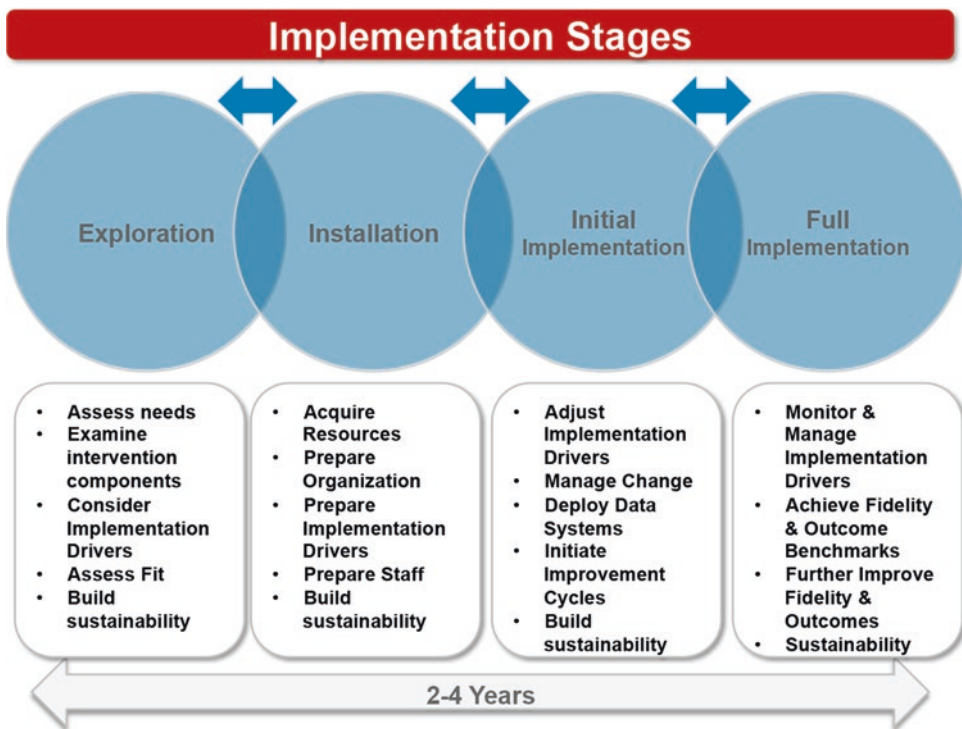 Implementation Stages
Exploration
Installation
Initial
Implementation
Full
Implementation
• Assess needs
• Examine
intervention
components
• Consider
Implementation
Drivers
• Assess Fit
• Build
sustainability
• Acquire
Resources
• Prepare
Organization
• Prepare
Implementation
Drivers
• Prepare Staff
• Build
sustainability
• Adjust
Implementation
Drivers
• Manage Change
• Deploy Data
Systems
• Initiate
Improvement
Cycles
• Build
sustainability
• Monitor &
Manage
Implementation
Drivers
• Achieve Fidelity
& Outcome
Benchmarks
• Further Improve
Fidelity &
Outcomes
• Sustainability
2-4 Years